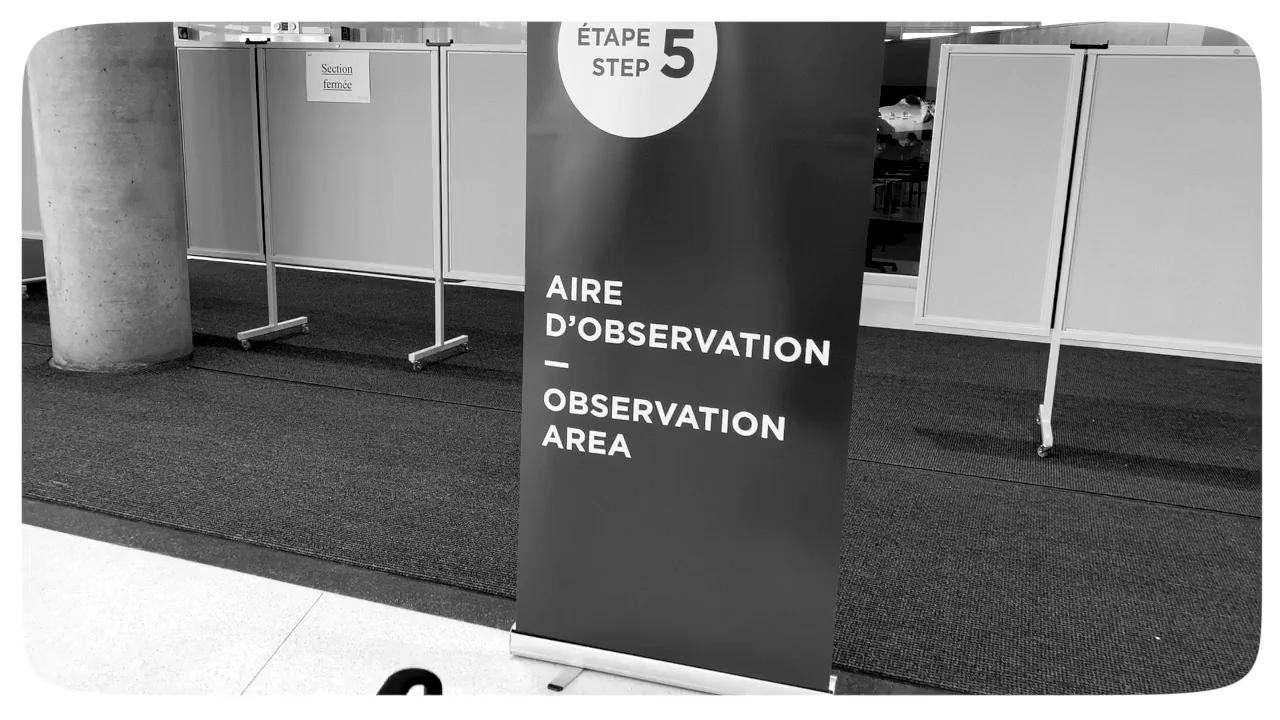 Section
fermée
ÉTAPE
STEP
5
AIRE
D'OBSERVATION
—
OBSERVATION
AREA